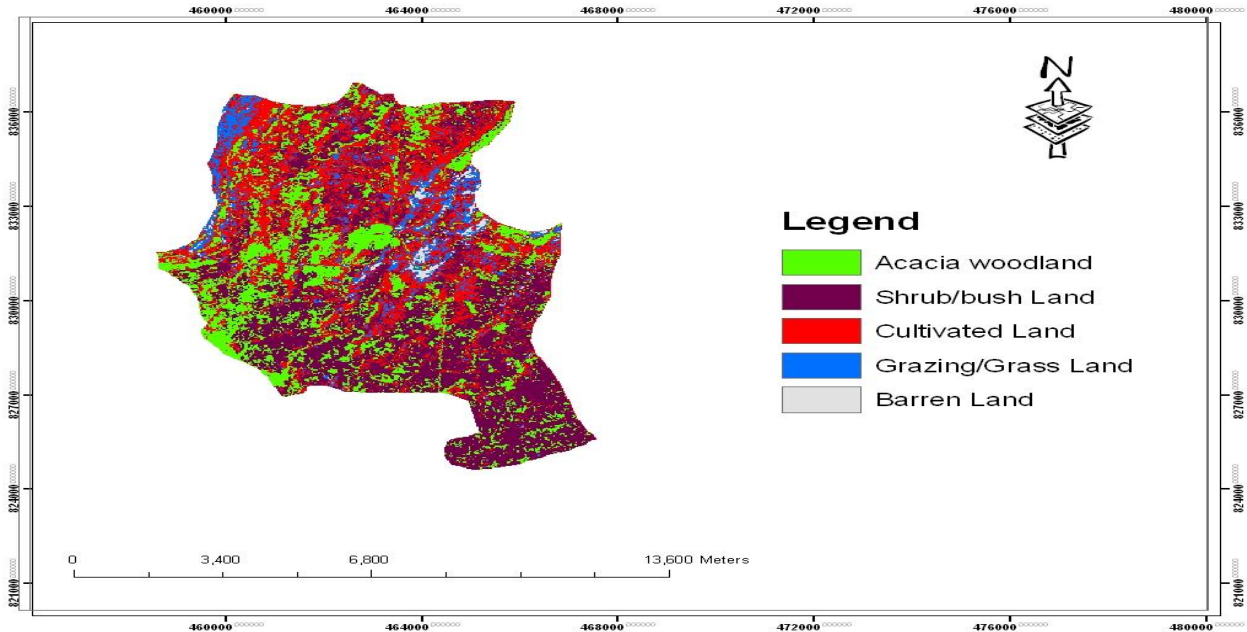 460000 464000 468000 472000 476000 480000
N
836000 836000
833000 833000
Legend
Acacia woodland
Shrub/bush Land
830000 830000
Cultivated Land
Grazing/Grass Land
827000 827000
Barren Land
824000 824000
0 3,400 6,800 13,600 Meters
821000 821000
460000 464000 468000 472000 476000 480000